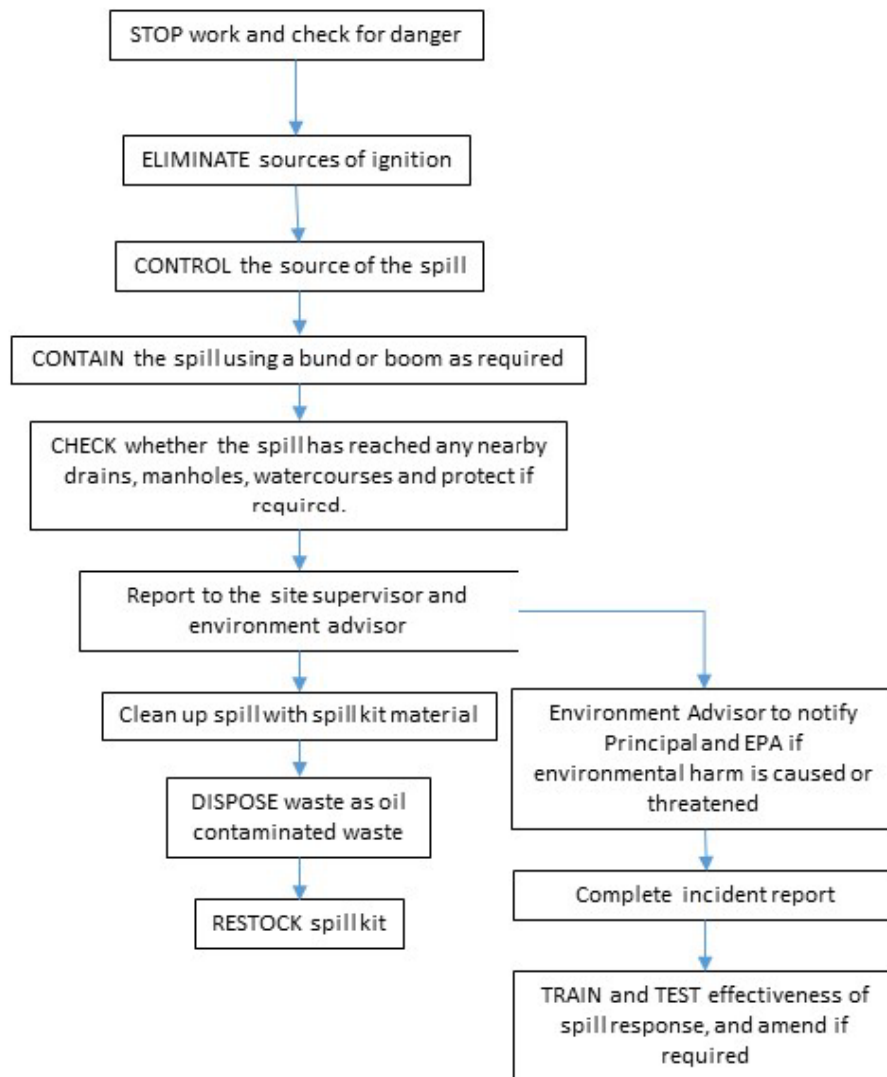 STOP work and check for danger
ELIMINATE sources of ignition
CONTROL the source of the spill
CONTAIN the spill using a bund or boom as required
CHECK whether the spill has reached any nearby
drains, manholes, watercourses and protect if
required.
Report to the site supervisor and
environment advisor
Clean up spill with spill kit material
DISPOSE waste as oil
contaminated waste
RESTOCK spill kit
Environment Advisor to notify
Principal and EPA if
environmental harm is caused or
threatened
Complete incident report
TRAIN and TEST effectiveness of
spill response, and amend if
required